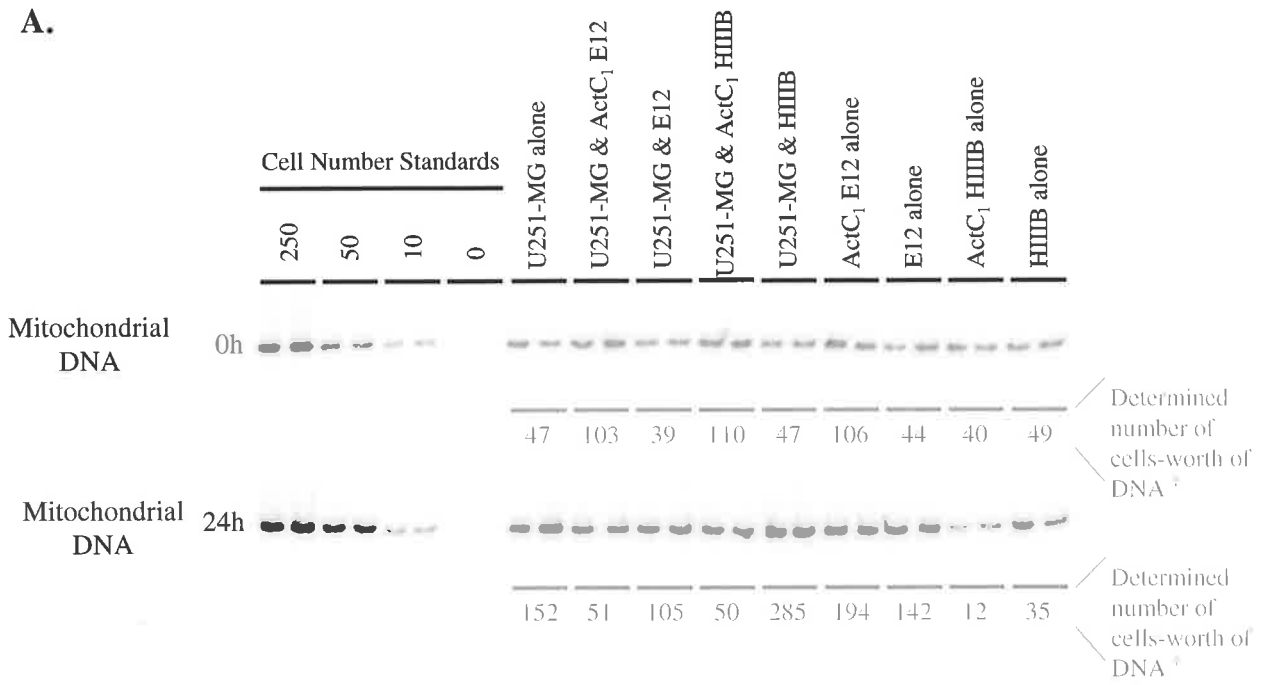 A.
Cell Number Standards
250
50
10
0
U251-MG alone
U251-MG & ActC₁ E12
U251-MG & E12
U251-MG & ActC₁ HIIIB
U251-MG & HIIIB
ActC₁ E12 alone
E12 alone
ActC₁ HIIIB alone
HIIIB alone
Mitochondrial
DNA
0h
47 103 39 110 47 106 44 40 49
Determined
number of
cells-worth of
DNA *
Mitochondrial
DNA
24h
152 51 105 50 285 194 142 12 35
Determined
number of
cells-worth of
DNA *